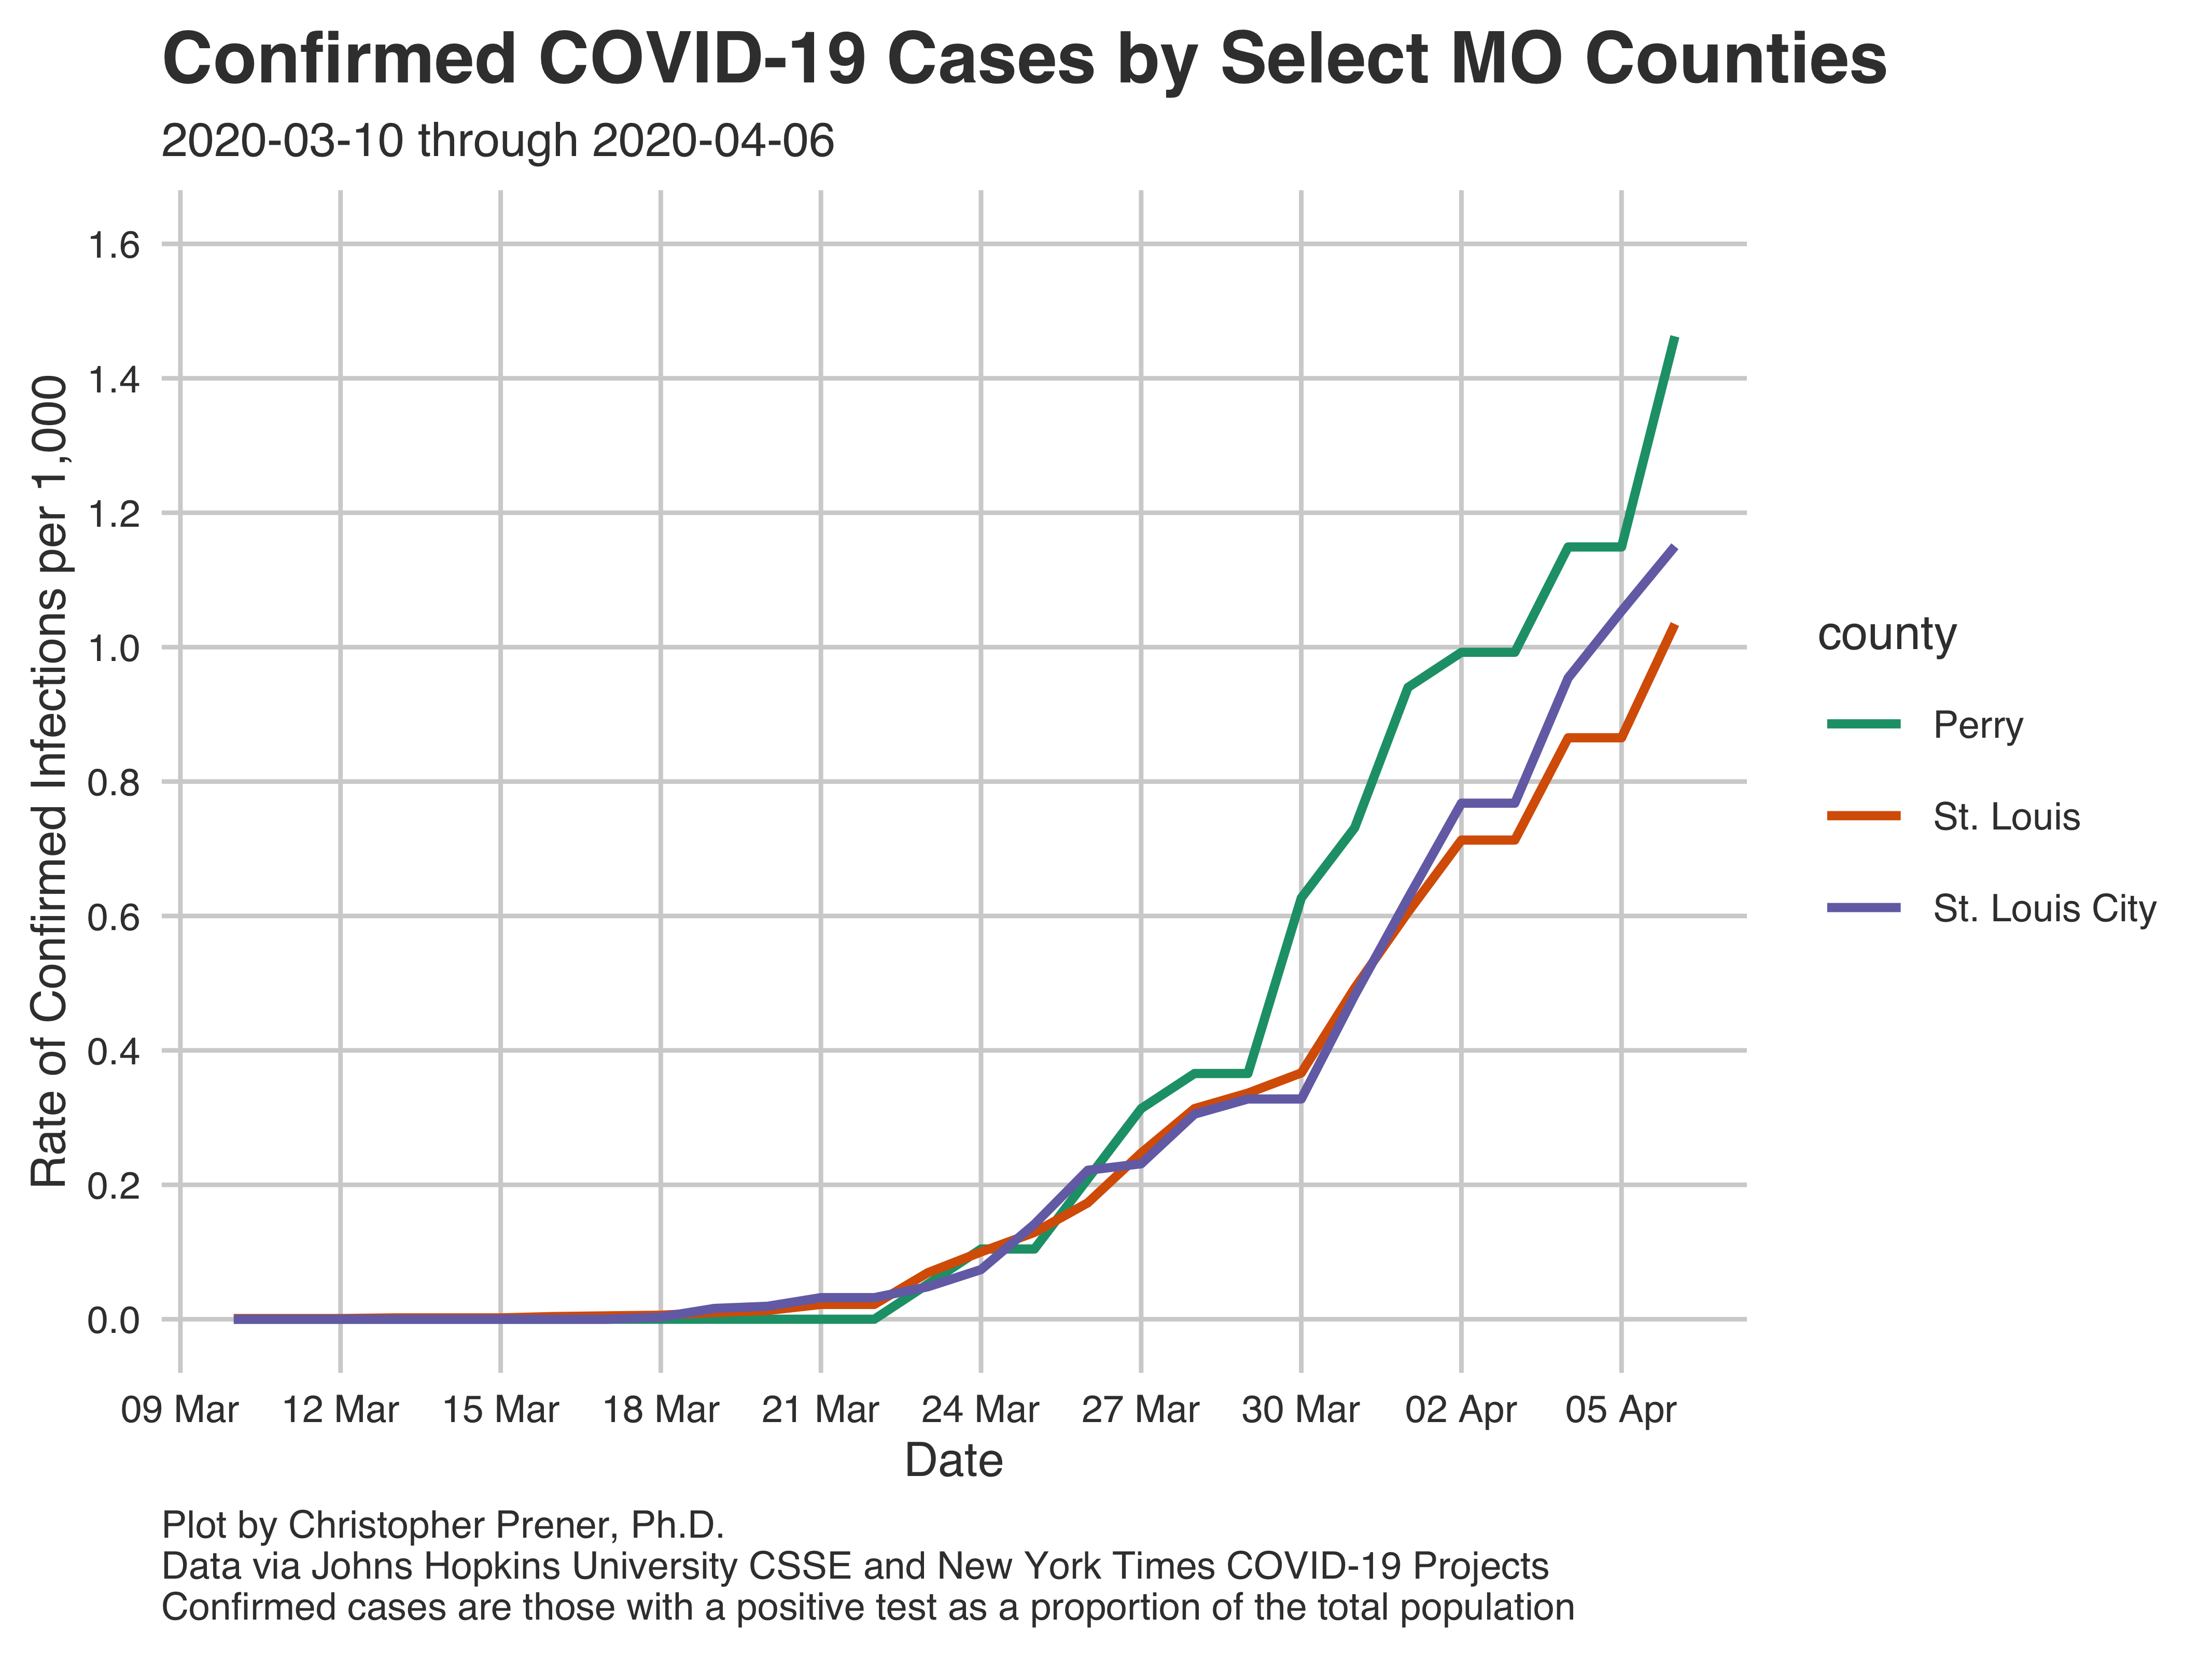 Confirmed COVID-19 Cases by Select MO Counties
2020-03-10 through 2020-04-06
Rate of Confirmed Infections per 1,000
1.6
1.4
1.2
1.0
0.8
0.6
0.4
0.2
0.0
09 Mar
12 Mar
15 Mar
18 Mar
21 Mar
24 Mar
27 Mar
30 Mar
02 Apr
05 Apr
Date
county
Perry
St. Louis
St. Louis City
Plot by Christopher Prener, Ph.D.
Data via Johns Hopkins University CSSE and New York Times COVID-19 Projects
Confirmed cases are those with a positive test as a proportion of the total population